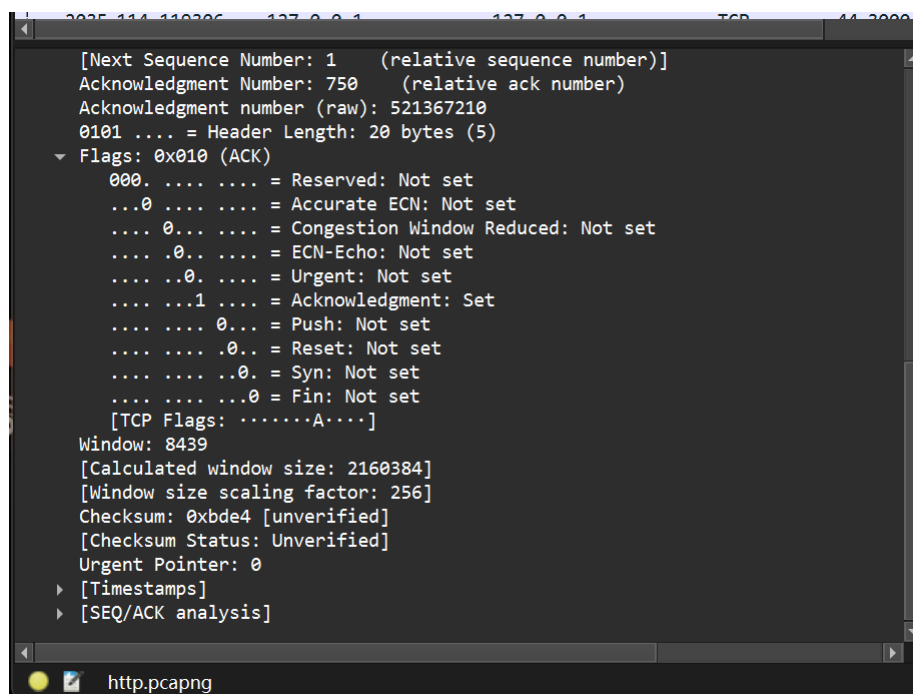 [Next Sequence Number: 1    (relative sequence number)]
Acknowledgment Number: 750    (relative ack number)
Acknowledgment number (raw): 521367210
0101 .... = Header Length: 20 bytes (5)
Flags: 0x010 (ACK)
000. .... .... = Reserved: Not set
...0 .... .... = Accurate ECN: Not set
.... 0... .... = Congestion Window Reduced: Not set
.... .0.. .... = ECN-Echo: Not set
.... ..0. .... = Urgent: Not set
.... ...1 .... = Acknowledgment: Set
.... .... 0... = Push: Not set
.... .... .0.. = Reset: Not set
.... .... ..0. = Syn: Not set
.... .... ...0 = Fin: Not set
[TCP Flags: ·······A····]
Window: 8439
[Calculated window size: 2160384]
[Window size scaling factor: 256]
Checksum: 0xbde4 [unverified]
[Checksum Status: Unverified]
Urgent Pointer: 0
[Timestamps]
[SEQ/ACK analysis]
http.pcapng